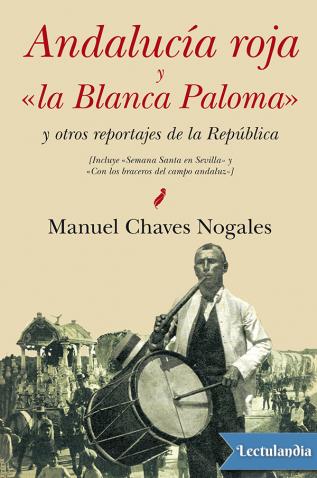 Andalucía roja
y
«la Blanca Paloma»
y otros reportajes de la República
[Incluye «Semana Santa en Sevilla» y
«Con los braceros del campo andaluz»]
Manuel Chaves Nogales
Lectulandia